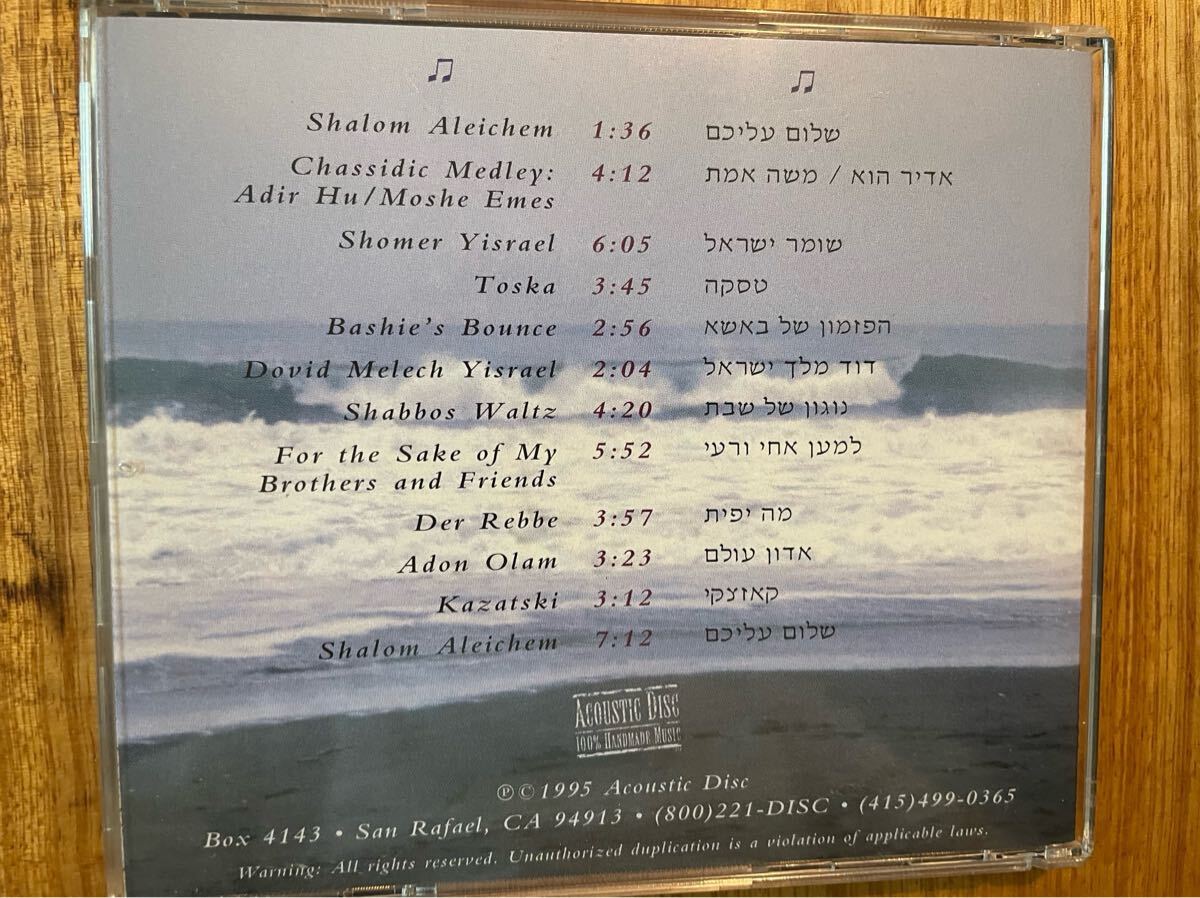 Shalom Aleichem 1:36 שלום עליכם
Chassidic Medley: 4:12 אדיר הוא / משה אמת
Adir Hu/Moshe Emes
Shomer Yisrael 6:05 שומר ישראל
Toska 3:45 טסקה
Bashie's Bounce 2:56 הפזמון של באשא
Dovid Melech Yisrael 2:04 דוד מלך ישראל
Shabbos Waltz 4:20 נוגון של שבת
For the Sake of My 5:52 למען אחי ורעי
Brothers and Friends
Der Rebbe 3:57 מה יפית
Adon Olam 3:23 אדון עולם
Kazatski 3:12 קאזצקי
Shalom Aleichem 7:12 שלום עליכם
ACOUSTIC DISC
100% HANDMADE MUSIC
℗©1995 Acoustic Disc
Box 4143 • San Rafael, CA 94913 • (800)221-DISC • (415)499-0365
Warning: All rights reserved. Unauthorized duplication is a violation of applicable laws.